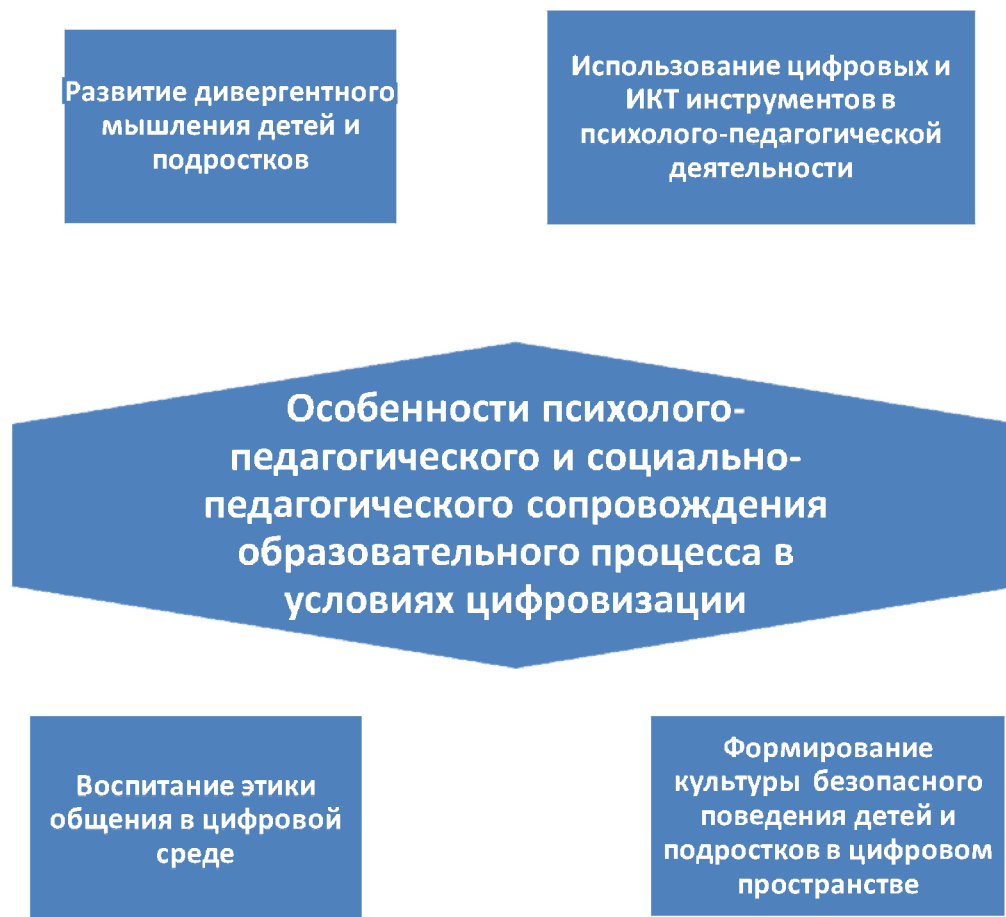 Развитие дивергентного
мышления детей и
подростков
Использование цифровых и
ИКТ инструментов в
психолого-педагогической
деятельности
Особенности психолого-
педагогического и социально-
педагогического сопровождения
образовательного процесса в
условиях цифровизации
Воспитание этики
общения в цифровой
среде
Формирование
культуры безопасного
поведения детей и
подростков в цифровом
пространстве